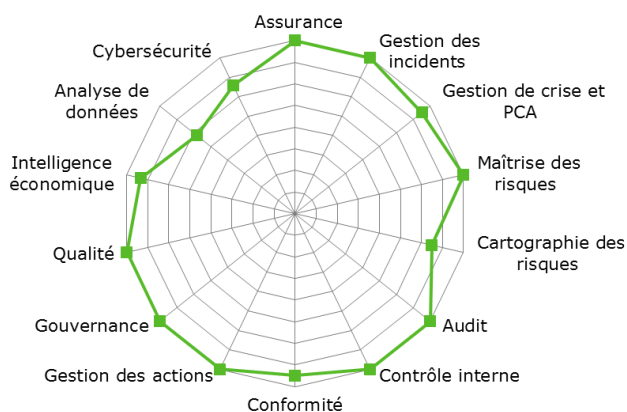 Assurance
Gestion des
incidents
Gestion de crise et
PCA
Maîtrise des
risques
Cartographie des
risques
Audit
Contrôle interne
Conformité
Gestion des actions
Gouvernance
Qualité
Intelligence
économique
Analyse de
données
Cybersécurité